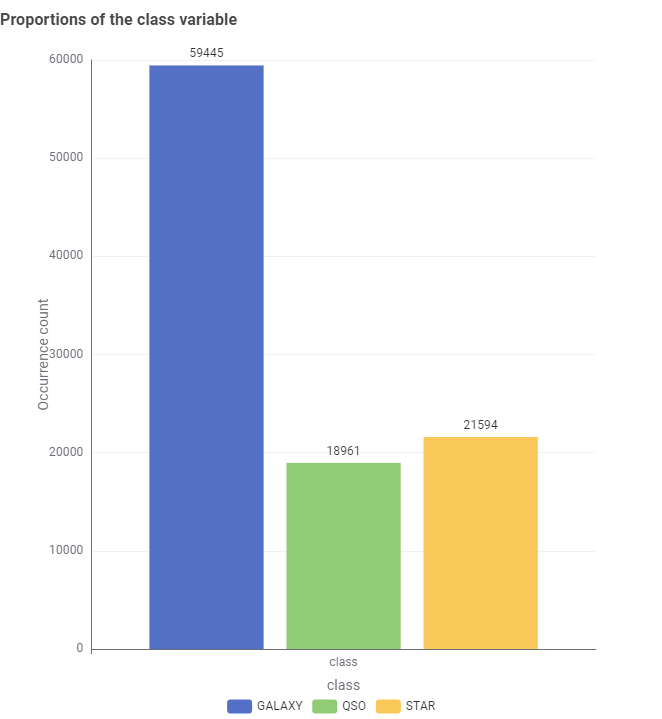 Proportions of the class variable
59445
60000
50000
40000
30000
21594
18961
20000
10000
0
Occurrence count
class
class
GALAXY QSO STAR